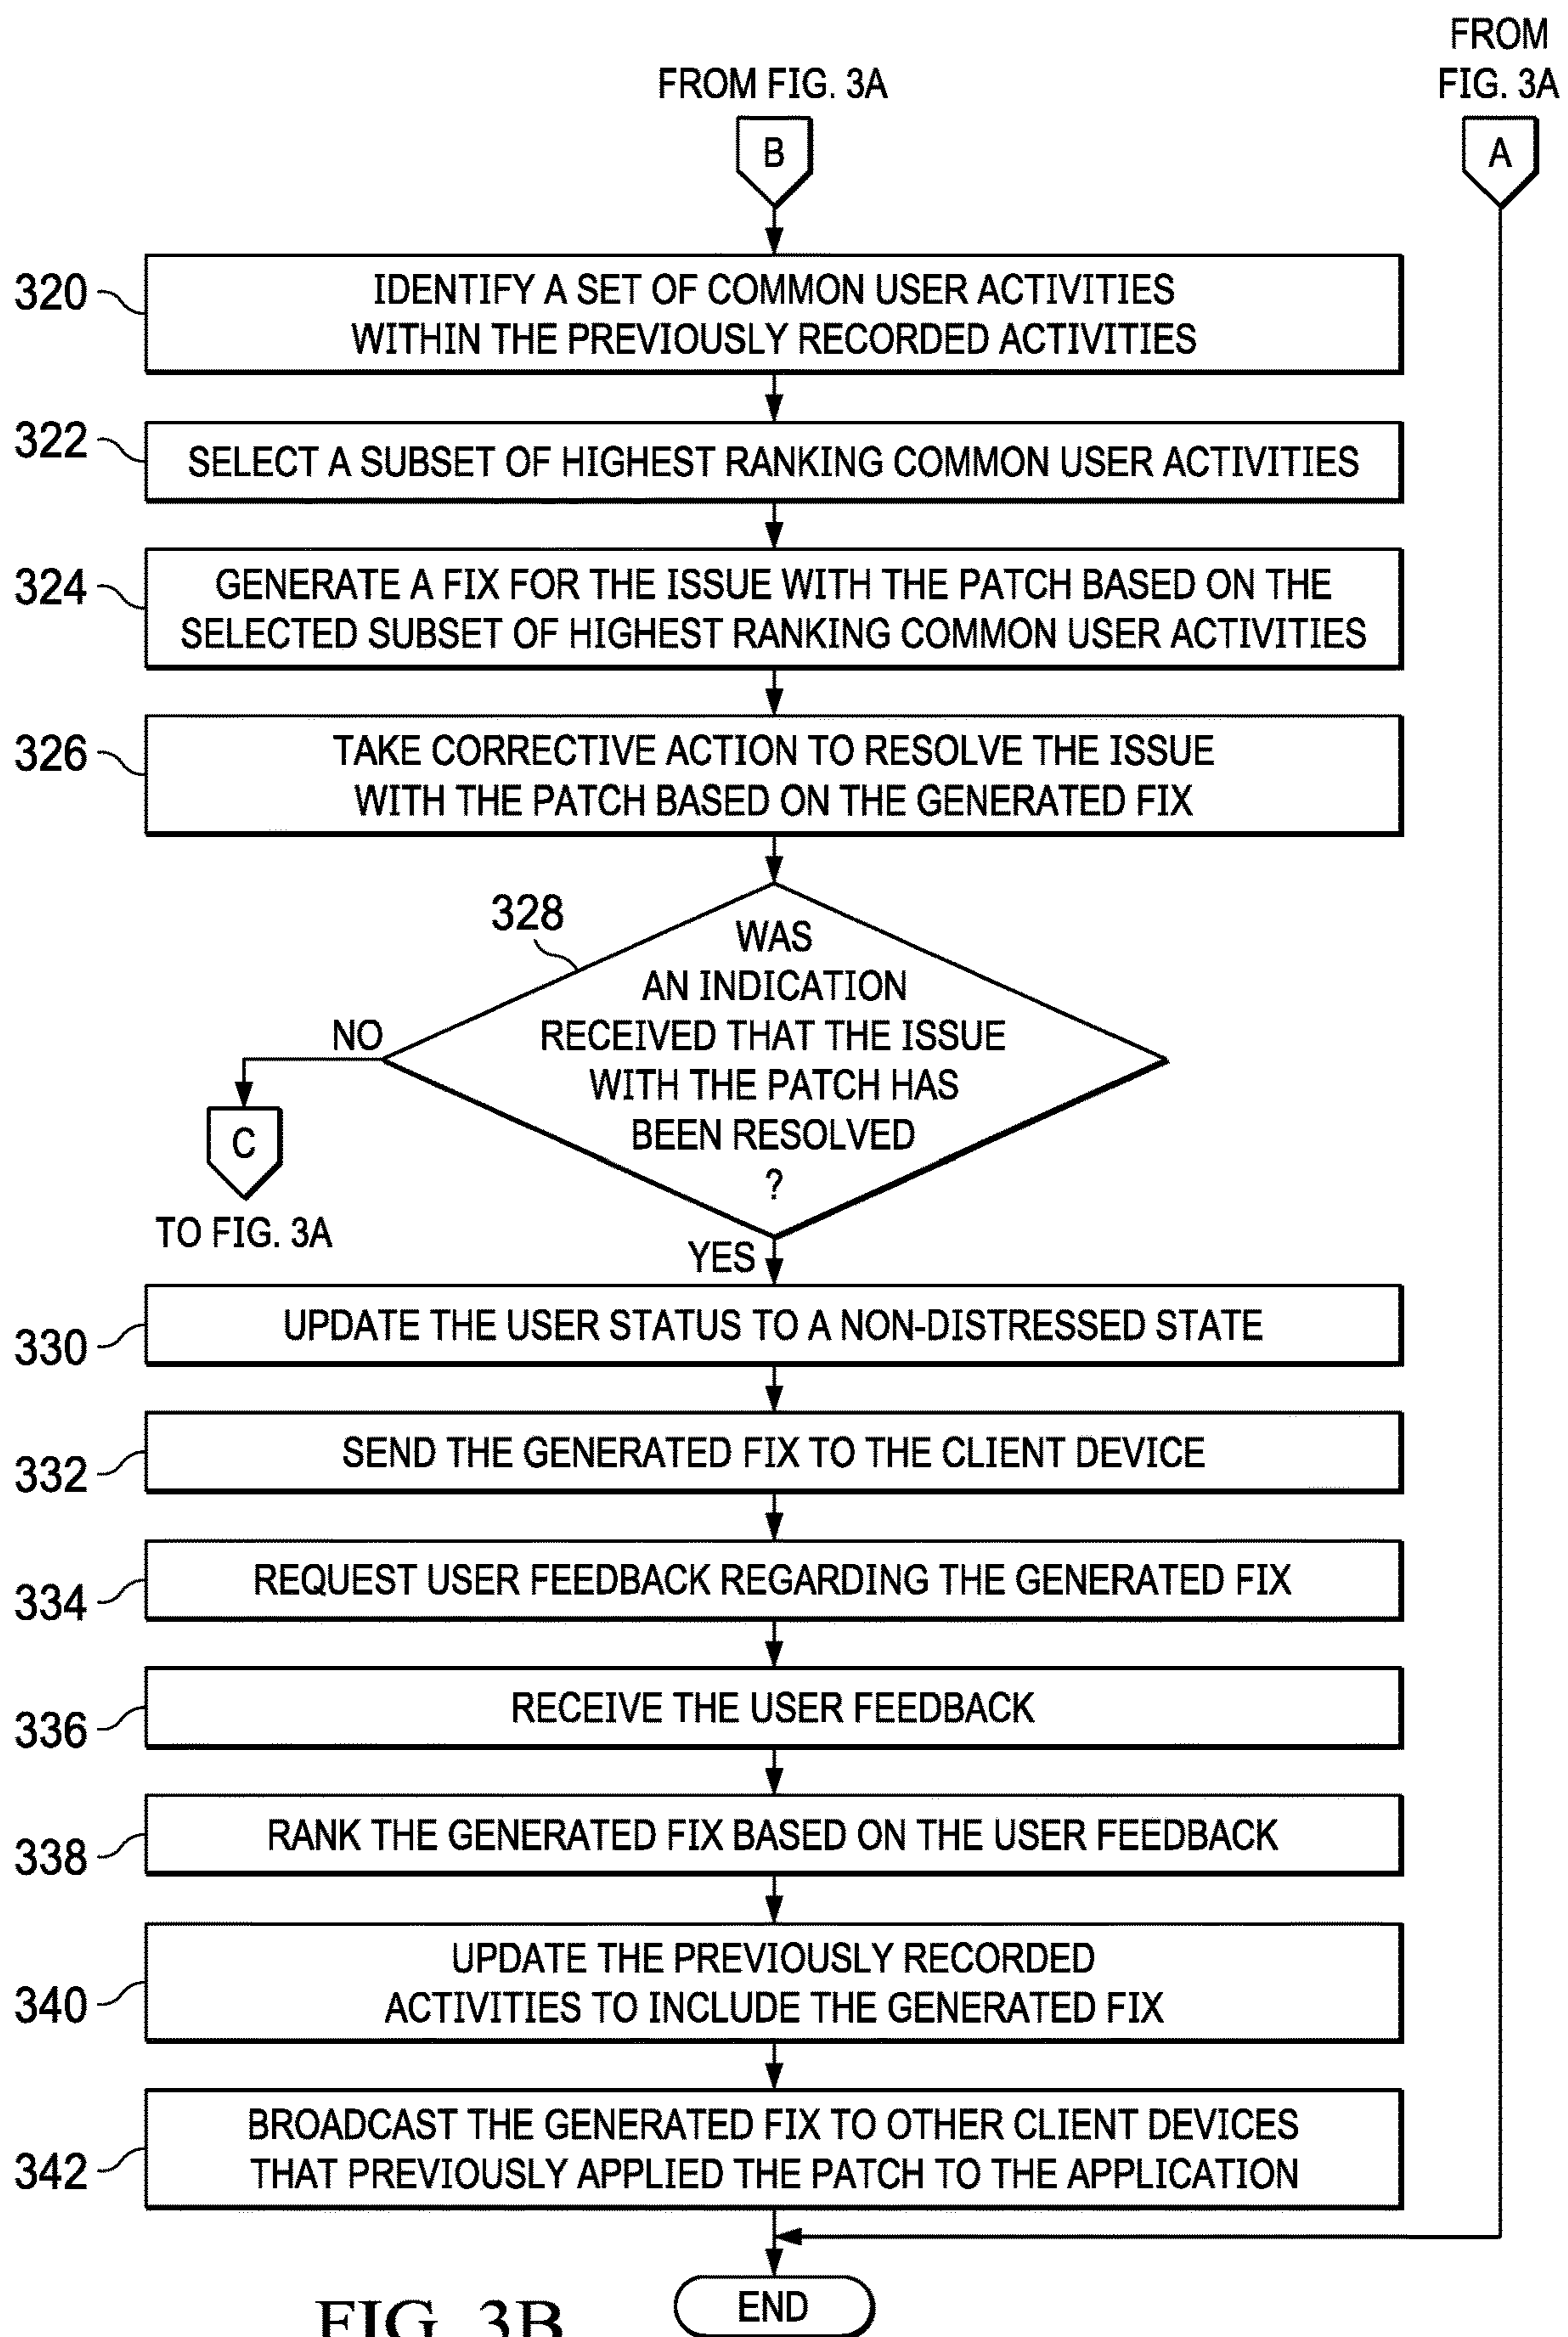 FROM
FIG. 3A
FROM FIG. 3A
B
A
320
IDENTIFY A SET OF COMMON USER ACTIVITIES
WITHIN THE PREVIOUSLY RECORDED ACTIVITIES
322
SELECT A SUBSET OF HIGHEST RANKING COMMON USER ACTIVITIES
324
GENERATE A FIX FOR THE ISSUE WITH THE PATCH BASED ON THE
SELECTED SUBSET OF HIGHEST RANKING COMMON USER ACTIVITIES
326
TAKE CORRECTIVE ACTION TO RESOLVE THE ISSUE
WITH THE PATCH BASED ON THE GENERATED FIX
328
WAS
AN INDICATION
RECEIVED THAT THE ISSUE
WITH THE PATCH HAS
BEEN RESOLVED
?
NO
C
TO FIG. 3A
YES
330
UPDATE THE USER STATUS TO A NON-DISTRESSED STATE
332
SEND THE GENERATED FIX TO THE CLIENT DEVICE
334
REQUEST USER FEEDBACK REGARDING THE GENERATED FIX
336
RECEIVE THE USER FEEDBACK
338
RANK THE GENERATED FIX BASED ON THE USER FEEDBACK
340
UPDATE THE PREVIOUSLY RECORDED
ACTIVITIES TO INCLUDE THE GENERATED FIX
342
BROADCAST THE GENERATED FIX TO OTHER CLIENT DEVICES
THAT PREVIOUSLY APPLIED THE PATCH TO THE APPLICATION
END
FIG. 3B